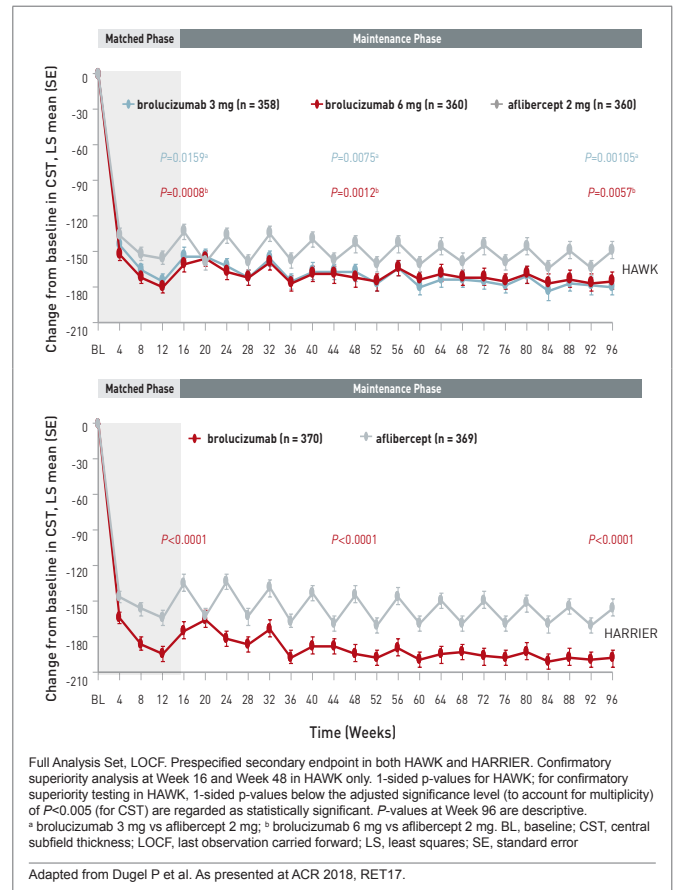 Matched Phase Maintenance Phase
Change from baseline in CST, LS mean (SE)
0
-30
-60
-90
-120
-150
-180
-210
brolucizumab 3 mg (n = 358) brolucizumab 6 mg (n = 360) aflibercept 2 mg (n = 360)
P=0.0159ᵃ P=0.0075ᵃ P=0.00105ᵃ
P=0.0008ᵇ P=0.0012ᵇ P=0.0057ᵇ
HAWK
BL 4 8 12 16 20 24 28 32 36 40 44 48 52 56 60 64 68 72 76 80 84 88 92 96
Matched Phase Maintenance Phase
Change from baseline in CST, LS mean (SE)
0
-30
-60
-90
-120
-150
-180
-210
brolucizumab (n = 370) aflibercept (n = 369)
P<0.0001 P<0.0001 P<0.0001
HARRIER
BL 4 8 12 16 20 24 28 32 36 40 44 48 52 56 60 64 68 72 76 80 84 88 92 96
Time (Weeks)
Full Analysis Set, LOCF. Prespecified secondary endpoint in both HAWK and HARRIER. Confirmatory
superiority analysis at Week 16 and Week 48 in HAWK only. 1-sided p-values for HAWK; for confirmatory
superiority testing in HAWK, 1-sided p-values below the adjusted significance level (to account for multiplicity)
of P<0.005 (for CST) are regarded as statistically significant. P-values at Week 96 are descriptive.
ᵃ brolucizumab 3 mg vs aflibercept 2 mg; ᵇ brolucizumab 6 mg vs aflibercept 2 mg. BL, baseline; CST, central
subfield thickness; LOCF, last observation carried forward; LS, least squares; SE, standard error
Adapted from Dugel P et al. As presented at ACR 2018, RET17.